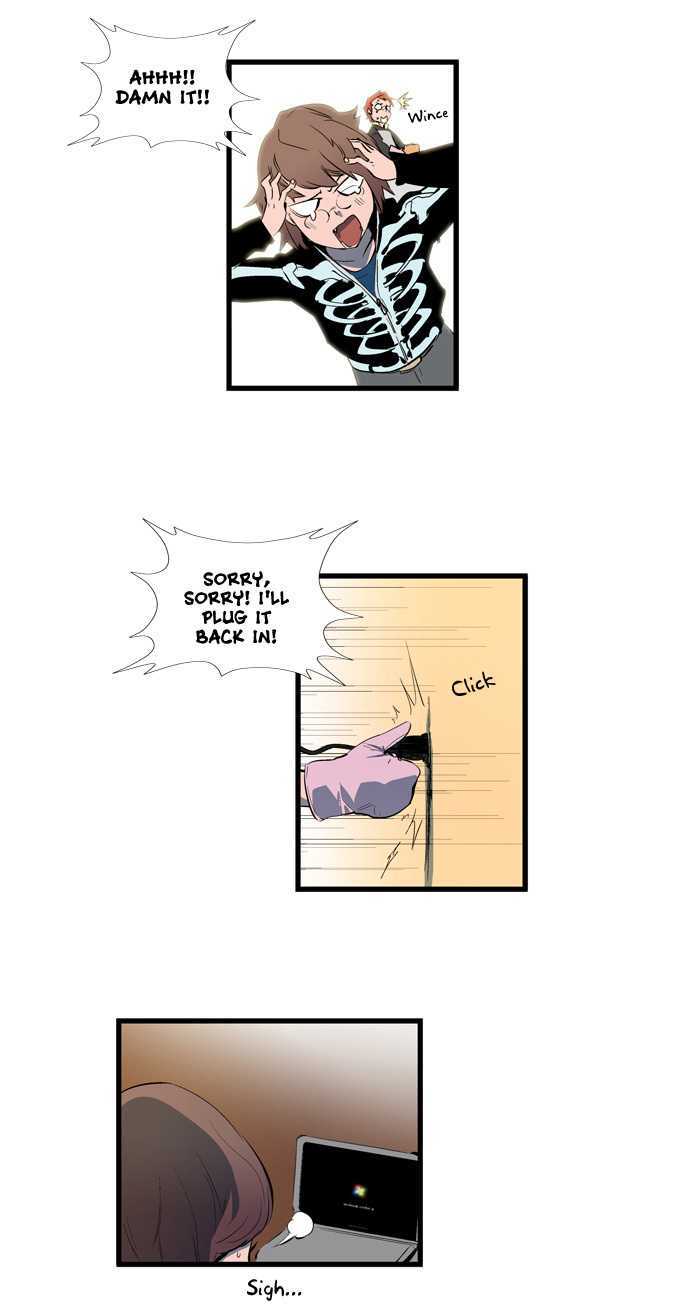 AHHH!!
DAMN IT!!
Wince
SORRY,
SORRY! I'LL
PLUG IT
BACK IN!
Click
Sigh...